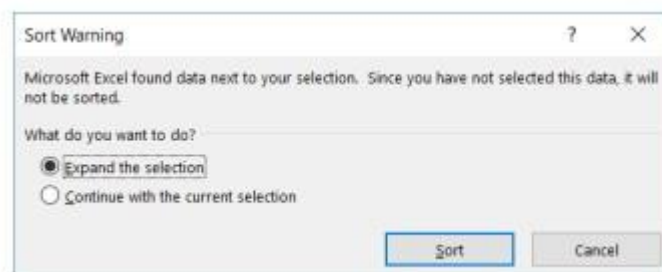 Sort Warning ? ×
Microsoft Excel found data next to your selection. Since you have not selected this data, it will
not be sorted.
What do you want to do?
Expand the selection
Continue with the current selection
Sort Cancel